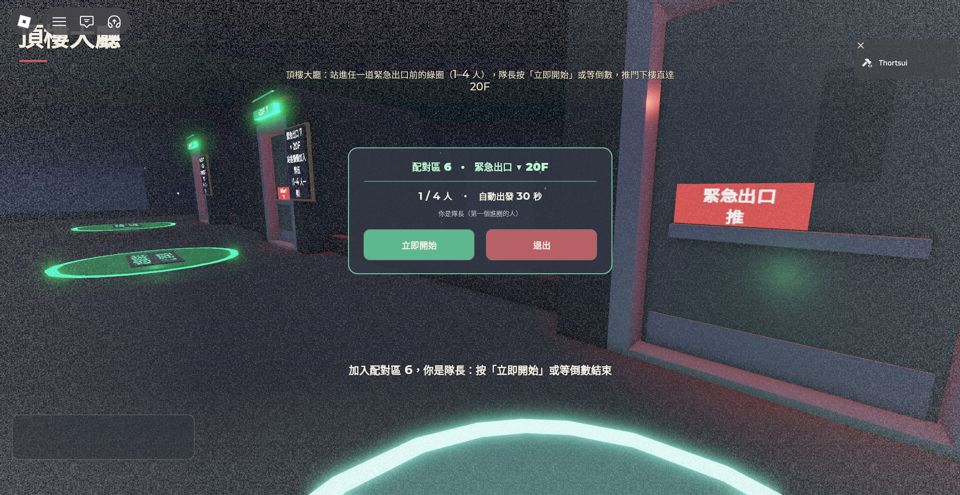 頂樓大廳
頂樓大廳：站進任一道緊急出口前的綠圈（1–4 人），隊長按「立即開始」或等倒數，推門下樓直達
20F
Thortsui
配對區 6 • 緊急出口 ▼ 20F
1 / 4 人 • 自動出發 30 秒
你是隊長（第一個進圈的人）
立即開始
退出
緊急出口
推
加入配對區 6，你是隊長：按「立即開始」或等倒數結束